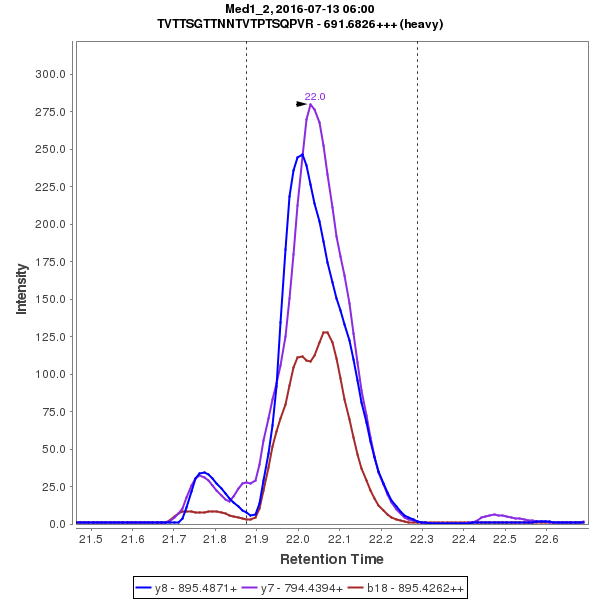 Med1_2, 2016-07-13 06:00
TVTTSGTTNNTVTPTSQPVR - 691.6826+++ (heavy)
300.0
275.0
250.0
225.0
200.0
175.0
150.0
125.0
100.0
75.0
50.0
25.0
0.0
Intensity
22.0
21.5 21.6 21.7 21.8 21.9 22.0 22.1 22.2 22.3 22.4 22.5 22.6
Retention Time
y8 - 895.4871+ y7 - 794.4394+ b18 - 895.4262++